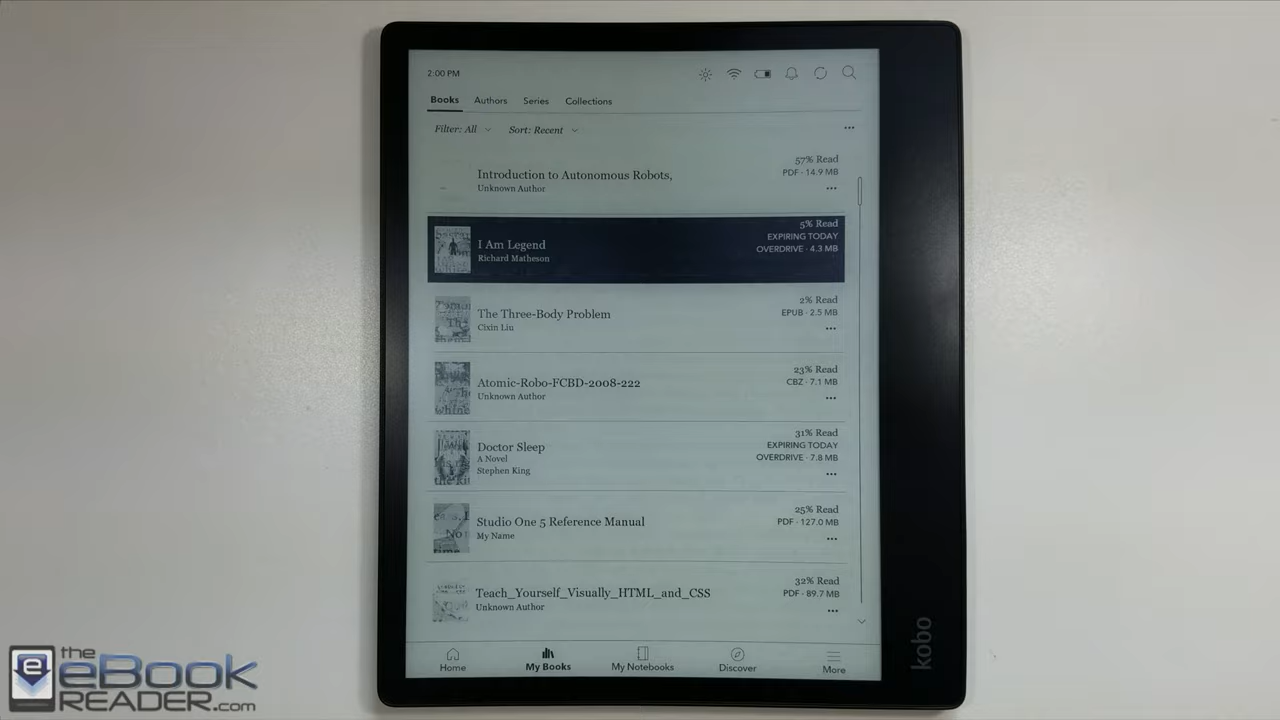 2:00 PM
Books Authors Series Collections
Filter: All Sort: Recent
57% Read
Introduction to Autonomous Robots,
PDF · 14.9 MB
Unknown Author
5% Read
EXPIRING TODAY
I Am Legend
OVERDRIVE · 4.3 MB
Richard Matheson
2% Read
The Three-Body Problem
EPUB · 2.5 MB
Cixin Liu
23% Read
Atomic-Robo-FCBD-2008-222
CBZ · 7.1 MB
Unknown Author
31% Read
Doctor Sleep
EXPIRING TODAY
A Novel
OVERDRIVE · 7.8 MB
Stephen King
25% Read
Studio One 5 Reference Manual
PDF · 127.0 MB
My Name
32% Read
Teach_Yourself_Visually_HTML_and_CSS
PDF · 89.7 MB
Unknown Author
Home My Books My Notebooks Discover More
kobo
the
eBook
READER.com